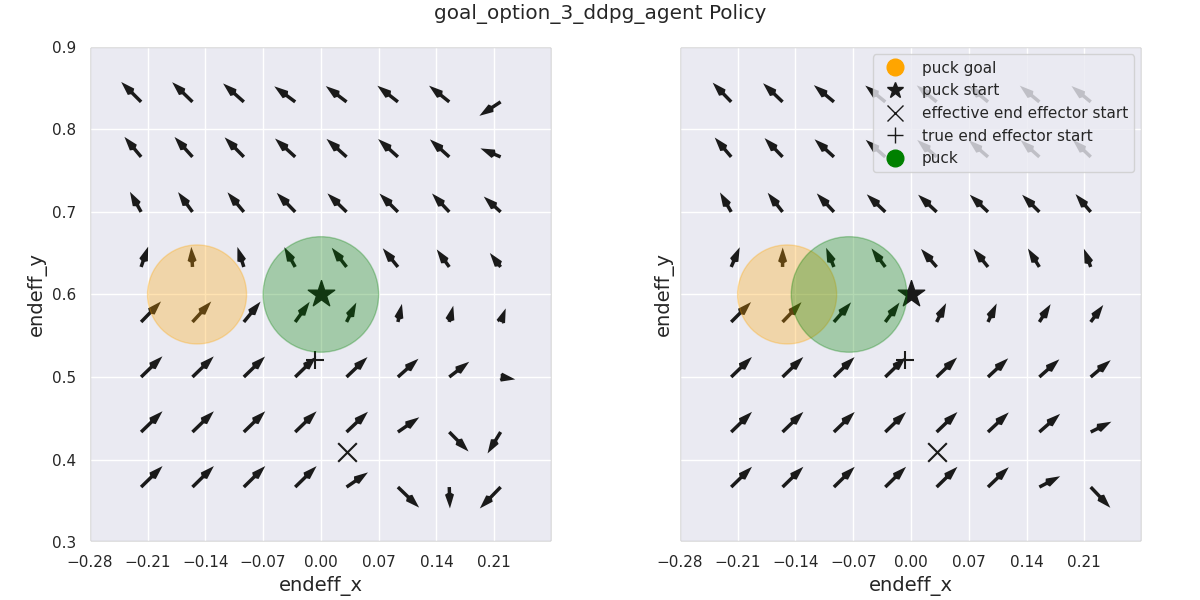 goal_option_3_ddpg_agent Policy
0.9
0.8
0.7
0.6
0.5
0.4
0.3
endeff_y
−0.28 −0.21 −0.14 −0.07 0.00 0.07 0.14 0.21
endeff_x
puck goal
puck start
effective end effector start
true end effector start
puck
endeff_y
−0.28 −0.21 −0.14 −0.07 0.00 0.07 0.14 0.21
endeff_x